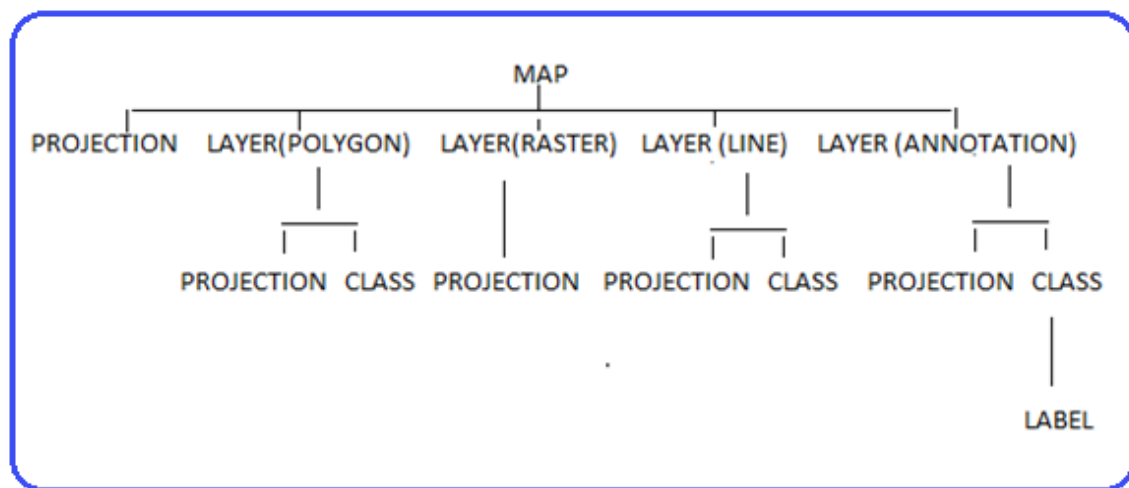 MAP
PROJECTION LAYER(POLYGON) LAYER(RASTER) LAYER (LINE) LAYER (ANNOTATION)
PROJECTION CLASS PROJECTION PROJECTION CLASS PROJECTION CLASS
LABEL